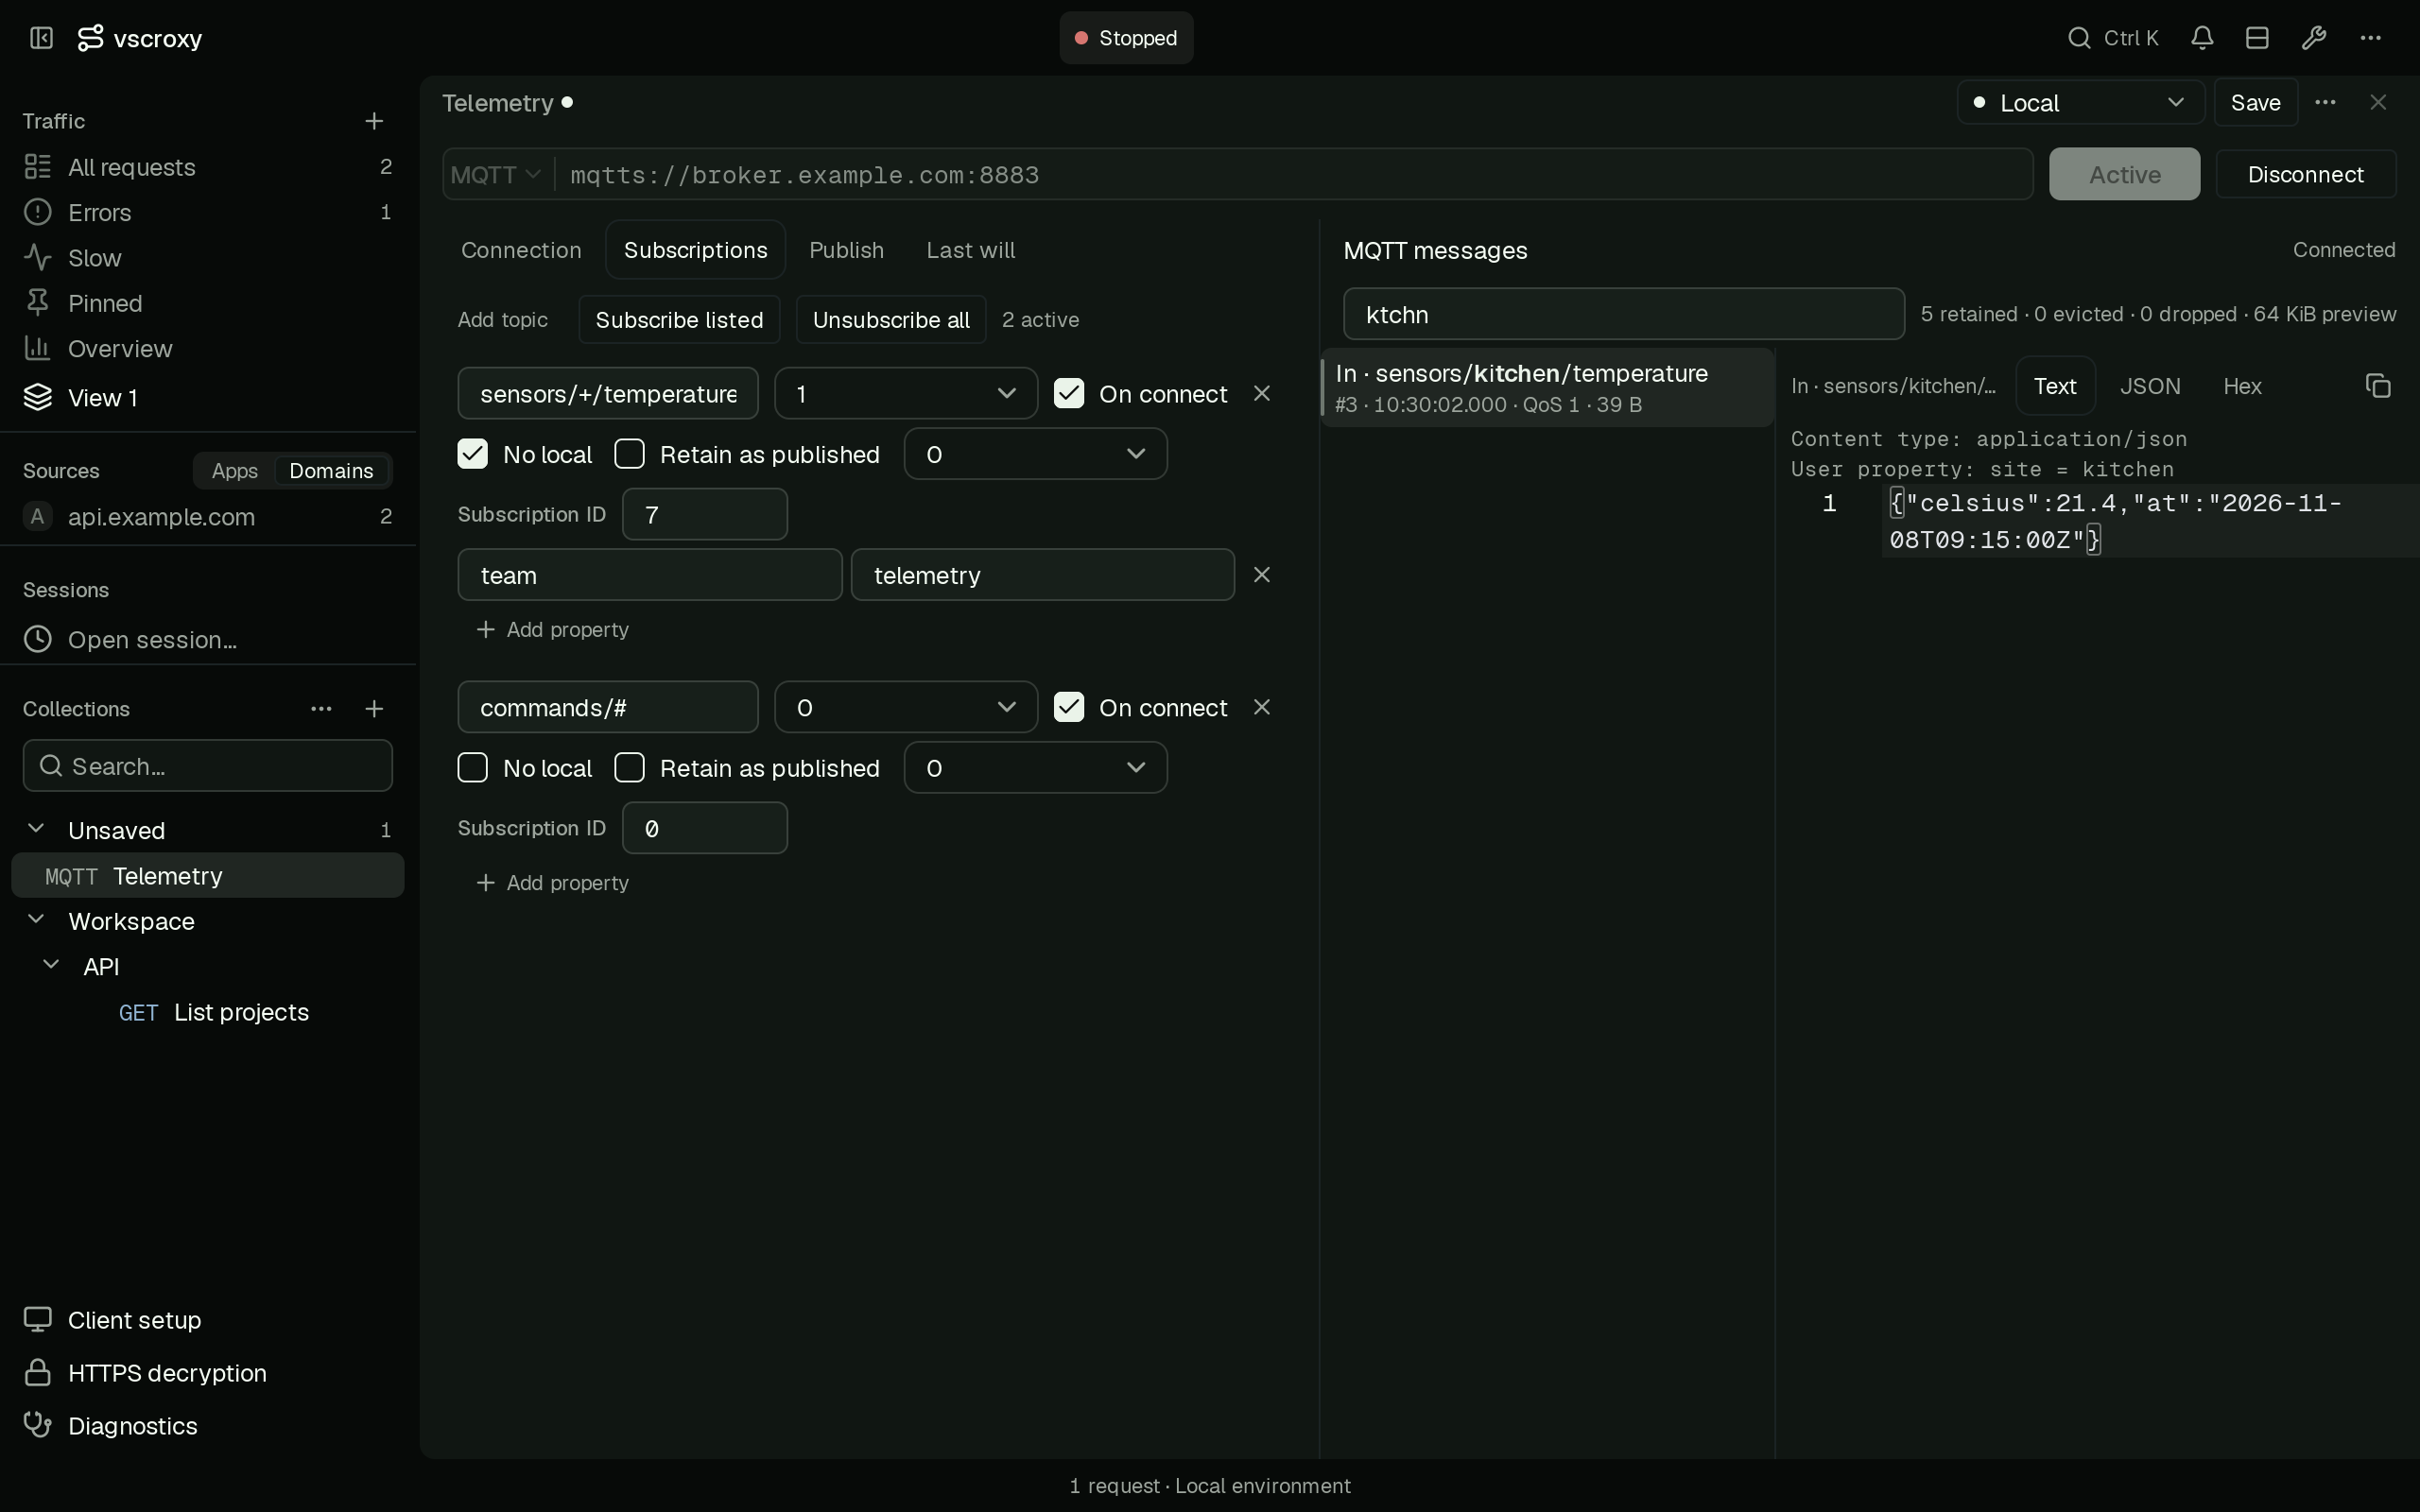 vscroxy
Stopped
Ctrl K
Traffic
All requests 2
Errors 1
Slow
Pinned
Overview
View 1
Sources Apps Domains
A api.example.com 2
Sessions
Open session...
Collections
Search...
Unsaved 1
MQTT Telemetry
Workspace
API
GET List projects
Client setup
HTTPS decryption
Diagnostics
Telemetry
Local Save
MQTT mqtts://broker.example.com:8883 Active Disconnect
Connection Subscriptions Publish Last will
Add topic Subscribe listed Unsubscribe all 2 active
sensors/+/temperature 1 On connect
No local Retain as published 0
Subscription ID 7
team telemetry
Add property
commands/# 0 On connect
No local Retain as published 0
Subscription ID 0
Add property
MQTT messages Connected
ktchn 5 retained · 0 evicted · 0 dropped · 64 KiB preview
In · sensors/kitchen/temperature
#3 · 10:30:02.000 · QoS 1 · 39 B
In · sensors/kitchen/... Text JSON Hex
Content type: application/json
User property: site = kitchen
1 {"celsius":21.4,"at":"2026-11-
08T09:15:00Z"}
1 request · Local environment